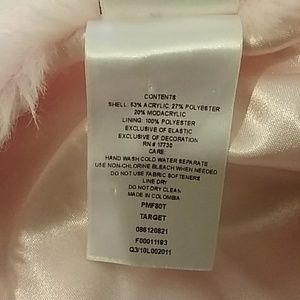 CONTENTS
SHELL: 53% ACRYLIC, 27% POLYESTER
20% MODACRYLIC
LINING: 100% POLYESTER
EXCLUSIVE OF ELASTIC
EXCLUSIVE OF DECORATION
RN # 17730
CARE:
HAND WASH COLD WATER SEPARATE
USE NON-CHLORINE BLEACH WHEN NEEDED
DO NOT USE FABRIC SOFTENERS
LINE DRY
DO NOT DRY CLEAN
MADE IN COLOMBIA
PMF80T
TARGET
086120821
F00011193
Q3/10L002011